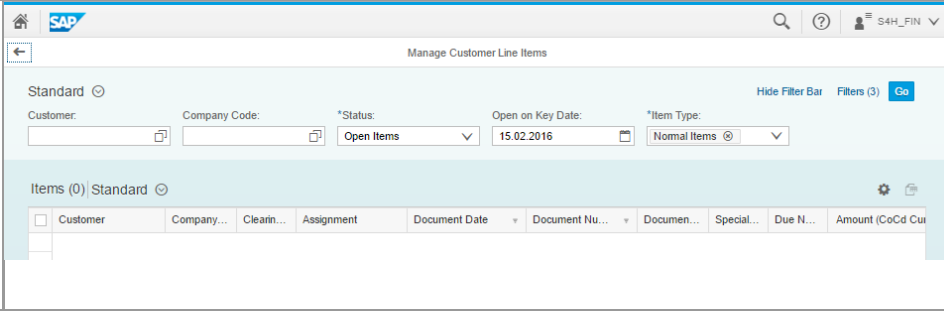 SAP S4H_FIN
Manage Customer Line Items
Standard Hide Filter Bar Filters (3) Go
Customer: Company Code: *Status: Open on Key Date: *Item Type:
Open Items 15.02.2016 Normal Items
Items (0) Standard
Customer Company... Clearin... Assignment Document Date Document Nu... Documen... Special... Due N... Amount (CoCd Cur